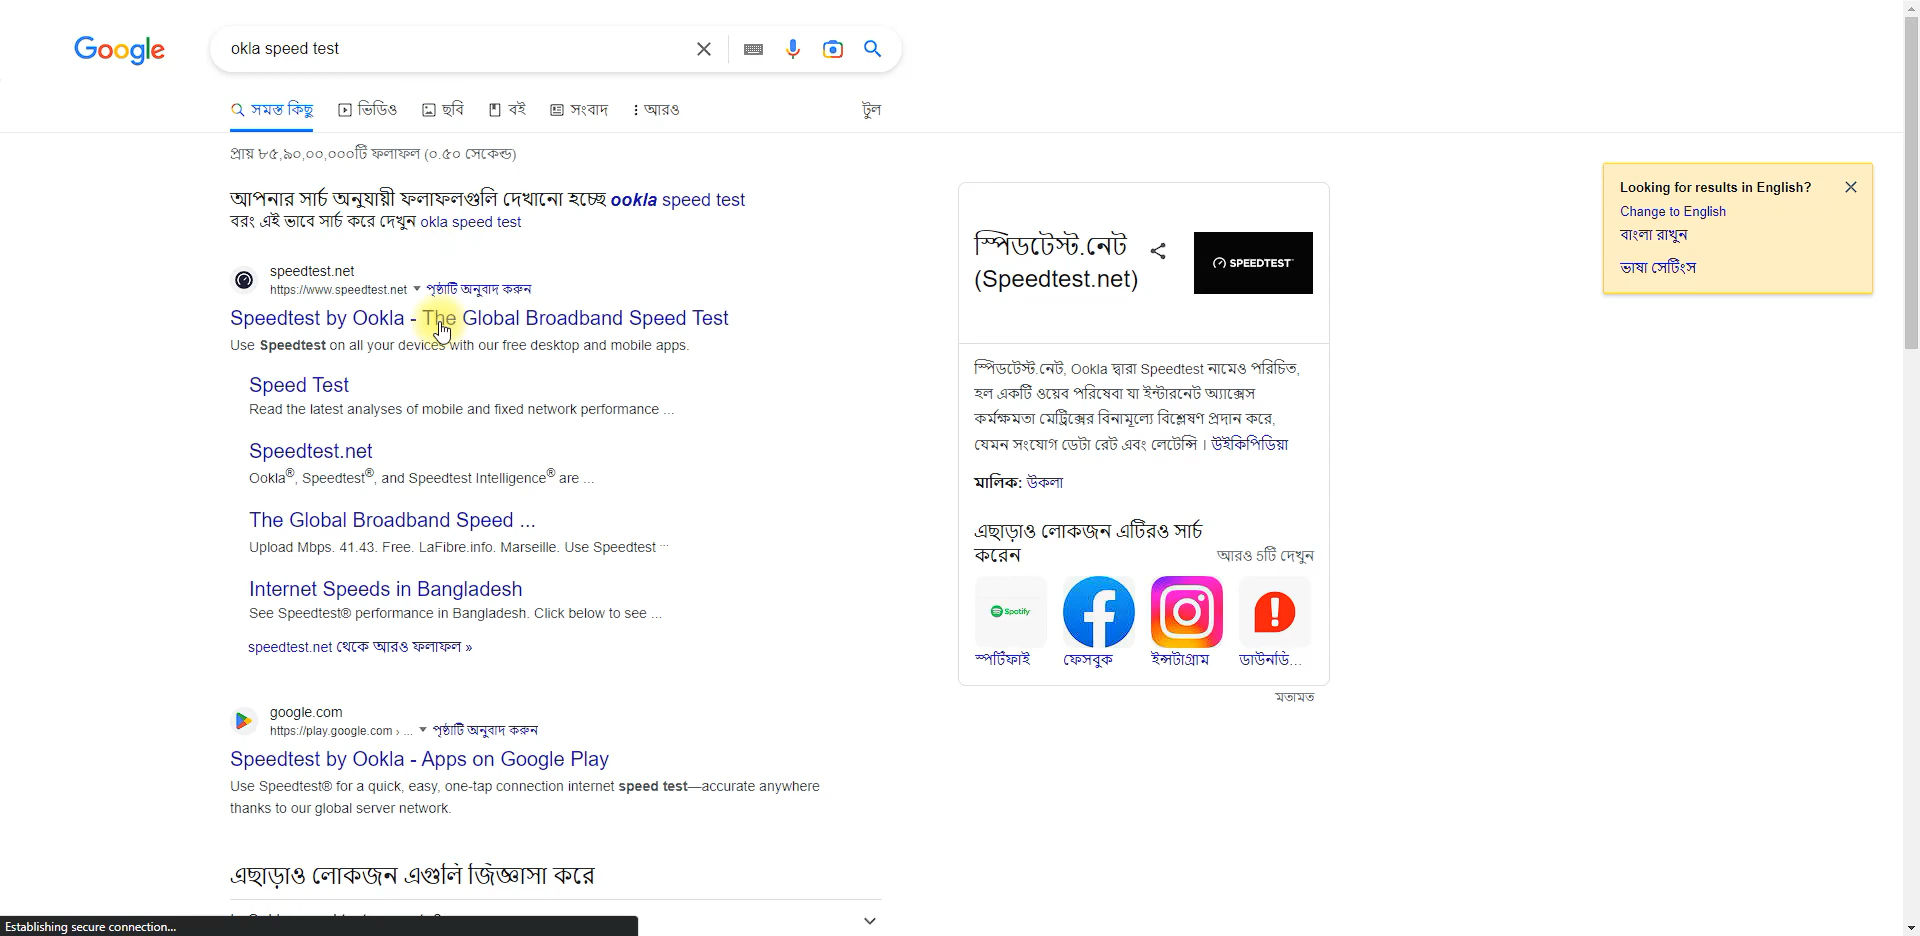 Google
okla speed test
সমস্ত কিছু
ভিডিও
ছবি
বই
সংবাদ
আরও
টুল
প্রায় ৮৫,৯০,০০,০০০টি ফলাফল (০.৫০ সেকেন্ড)
আপনার সার্চ অনুযায়ী ফলাফলগুলি দেখানো হচ্ছে ookla speed test
বরং এই ভাবে সার্চ করে দেখুন okla speed test
speedtest.net
https://www.speedtest.net
পৃষ্ঠাটি অনুবাদ করুন
Speedtest by Ookla - The Global Broadband Speed Test
Use Speedtest on all your devices with our free desktop and mobile apps.
Speed Test
Read the latest analyses of mobile and fixed network performance ...
Speedtest.net
Ookla®, Speedtest®, and Speedtest Intelligence® are ...
The Global Broadband Speed ...
Upload Mbps. 41.43. Free. LaFibre.info. Marseille. Use Speedtest ...
Internet Speeds in Bangladesh
See Speedtest® performance in Bangladesh. Click below to see ...
speedtest.net থেকে আরও ফলাফল »
google.com
https://play.google.com › ...
পৃষ্ঠাটি অনুবাদ করুন
Speedtest by Ookla - Apps on Google Play
Use Speedtest® for a quick, easy, one-tap connection internet speed test—accurate anywhere
thanks to our global server network.
এছাড়াও লোকজন এগুলি জিজ্ঞাসা করে
Establishing secure connection...
স্পিডটেস্ট.নেট
(Speedtest.net)
SPEEDTEST
স্পিডটেস্ট.নেট, Ookla দ্বারা Speedtest নামেও পরিচিত,
হল একটি ওয়েব পরিষেবা যা ইন্টারনেট অ্যাক্সেস
কর্মক্ষমতা মেট্রিক্সের বিনামূল্যে বিশ্লেষণ প্রদান করে,
যেমন সংযোগ ডেটা রেট এবং লেটেন্সি। উইকিপিডিয়া
মালিক: উকলা
এছাড়াও লোকজন এটিরও সার্চ
করেন
আরও 5টি দেখুন
Spotify
স্পটিফাই
ফেসবুক
ইন্সটাগ্রাম
ডাউনডি...
মতামত
Looking for results in English?
Change to English
বাংলা রাখুন
ভাষা সেটিংস